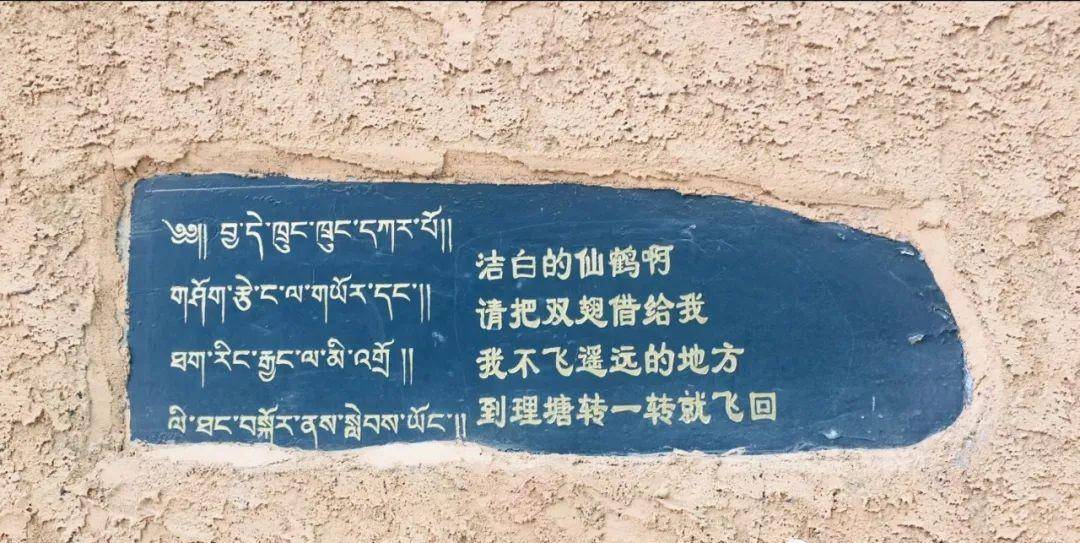 ༄༅།། བྱ་དེ་ཁྲུང་ཁྲུང་དཀར་པོ།།
གཤོག་རྩེ་ང་ལ་གཡོར་དང་།།
ཐག་རིང་རྒྱང་ལ་མི་འགྲོ །།
ལི་ཐང་བསྐོར་ནས་སླེབས་ཡོང་།།
洁白的仙鹤啊
请把双翅借给我
我不飞遥远的地方
到理塘转一转就飞回